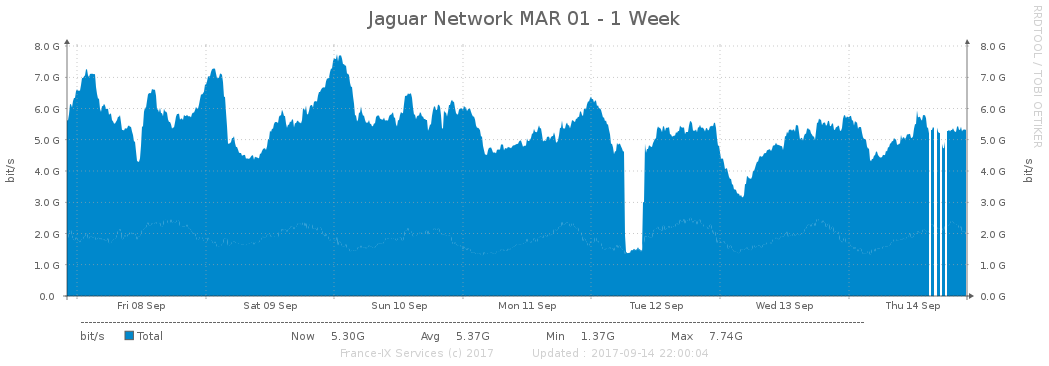 Jaguar Network MAR 01 - 1 Week
RRDTOOL / TOBI OETIKER
8.0 G 8.0 G
7.0 G 7.0 G
6.0 G 6.0 G
5.0 G 5.0 G
4.0 G 4.0 G
3.0 G 3.0 G
2.0 G 2.0 G
1.0 G 1.0 G
0.0 0.0 G
bit/s bit/s
Fri 08 Sep Sat 09 Sep Sun 10 Sep Mon 11 Sep Tue 12 Sep Wed 13 Sep Thu 14 Sep
bit/s Total Now 5.30G Avg 5.37G Min 1.37G Max 7.74G
France-IX Services (c) 2017 Updated : 2017-09-14 22:00:04